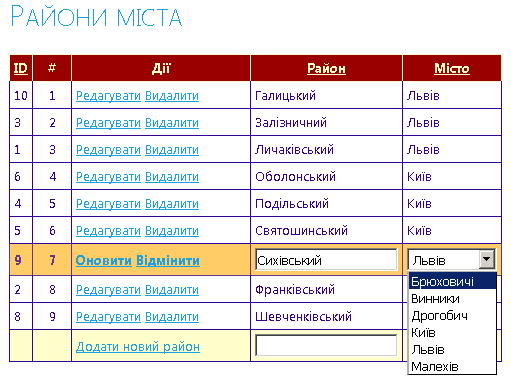 Райони міста
ID # Дії Район Місто
10 1 Редагувати Видалити Галицький Львів
3 2 Редагувати Видалити Залізничний Львів
1 3 Редагувати Видалити Личаківський Львів
6 4 Редагувати Видалити Оболонський Київ
4 5 Редагувати Видалити Подільський Київ
5 6 Редагувати Видалити Святошинський Київ
9 7 Оновити Відмінити Сихівський Львів
2 8 Редагувати Видалити Франківський Брюховичі
8 9 Редагувати Видалити Шевченківський Винники
Додати новий район Дрогобич
Київ
Львів
Малехів